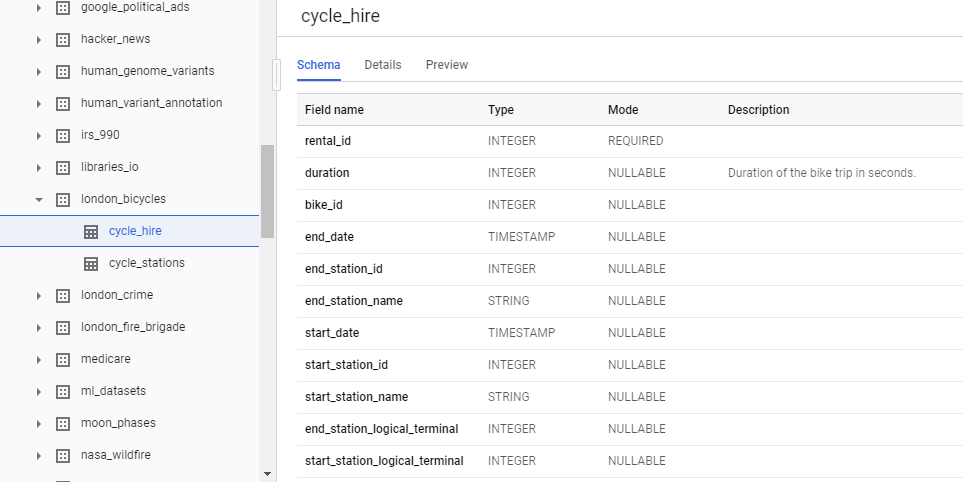 google_political_ads
hacker_news
human_genome_variants
human_variant_annotation
irs_990
libraries_io
london_bicycles
cycle_hire
cycle_stations
london_crime
london_fire_brigade
medicare
ml_datasets
moon_phases
nasa_wildfire
cycle_hire
Schema Details Preview
Field name Type Mode Description
rental_id INTEGER REQUIRED
duration INTEGER NULLABLE Duration of the bike trip in seconds.
bike_id INTEGER NULLABLE
end_date TIMESTAMP NULLABLE
end_station_id INTEGER NULLABLE
end_station_name STRING NULLABLE
start_date TIMESTAMP NULLABLE
start_station_id INTEGER NULLABLE
start_station_name STRING NULLABLE
end_station_logical_terminal INTEGER NULLABLE
start_station_logical_terminal INTEGER NULLABLE